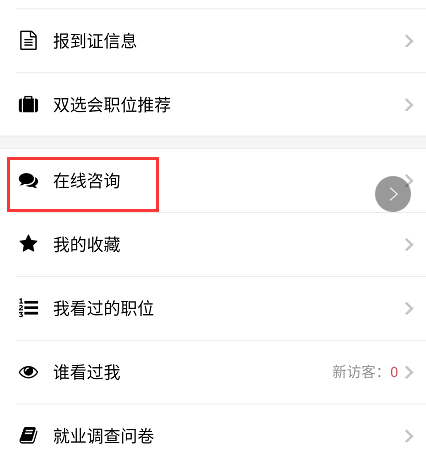 报到证信息
双选会职位推荐
在线咨询
我的收藏
我看过的职位
谁看过我 新访客：0
就业调查问卷